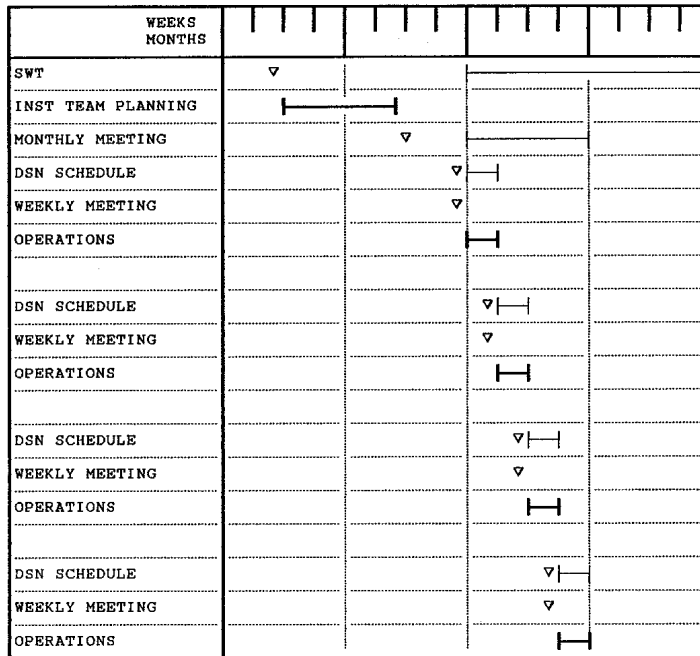 WEEKS
MONTHS
SWT
INST TEAM PLANNING
MONTHLY MEETING
DSN SCHEDULE
WEEKLY MEETING
OPERATIONS
DSN SCHEDULE
WEEKLY MEETING
OPERATIONS
DSN SCHEDULE
WEEKLY MEETING
OPERATIONS
DSN SCHEDULE
WEEKLY MEETING
OPERATIONS